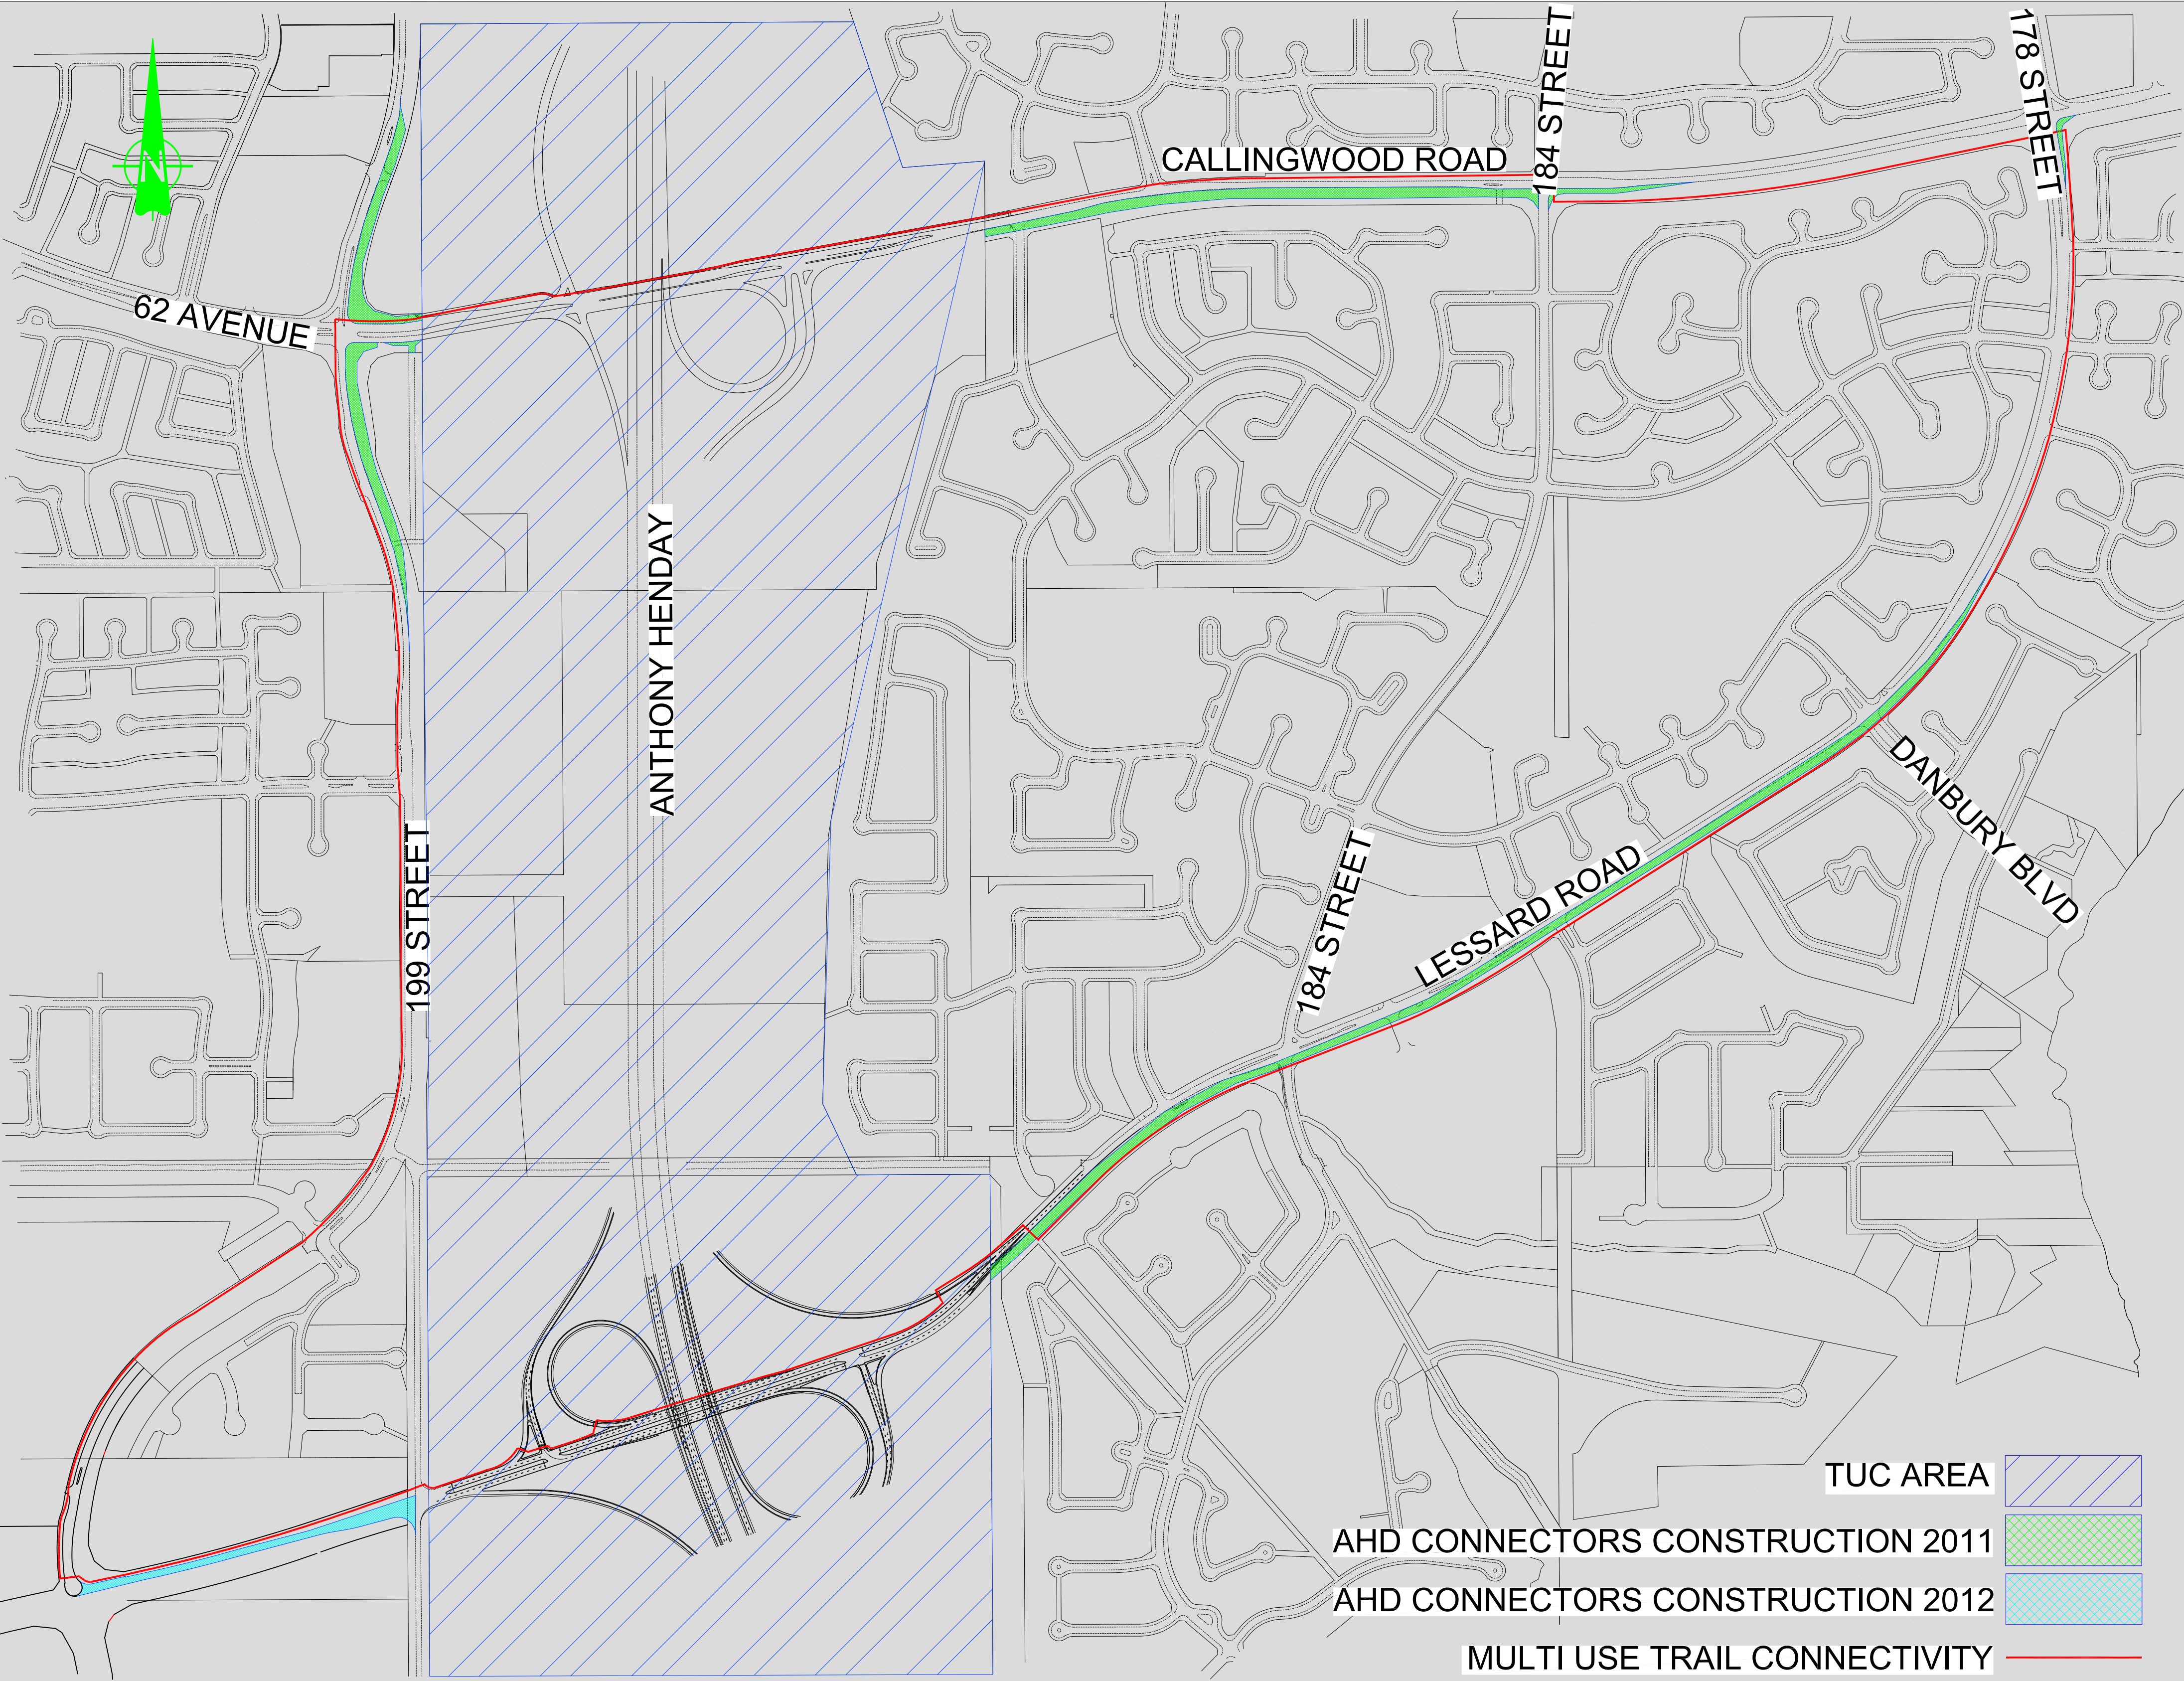 N
184 STREET
178 STREET
CALLINGWOOD ROAD
62 AVENUE
ANTHONY HENDAY
199 STREET
184 STREET
LESSARD ROAD
DANBURY BLVD
TUC AREA
AHD CONNECTORS CONSTRUCTION 2011
AHD CONNECTORS CONSTRUCTION 2012
MULTI USE TRAIL CONNECTIVITY